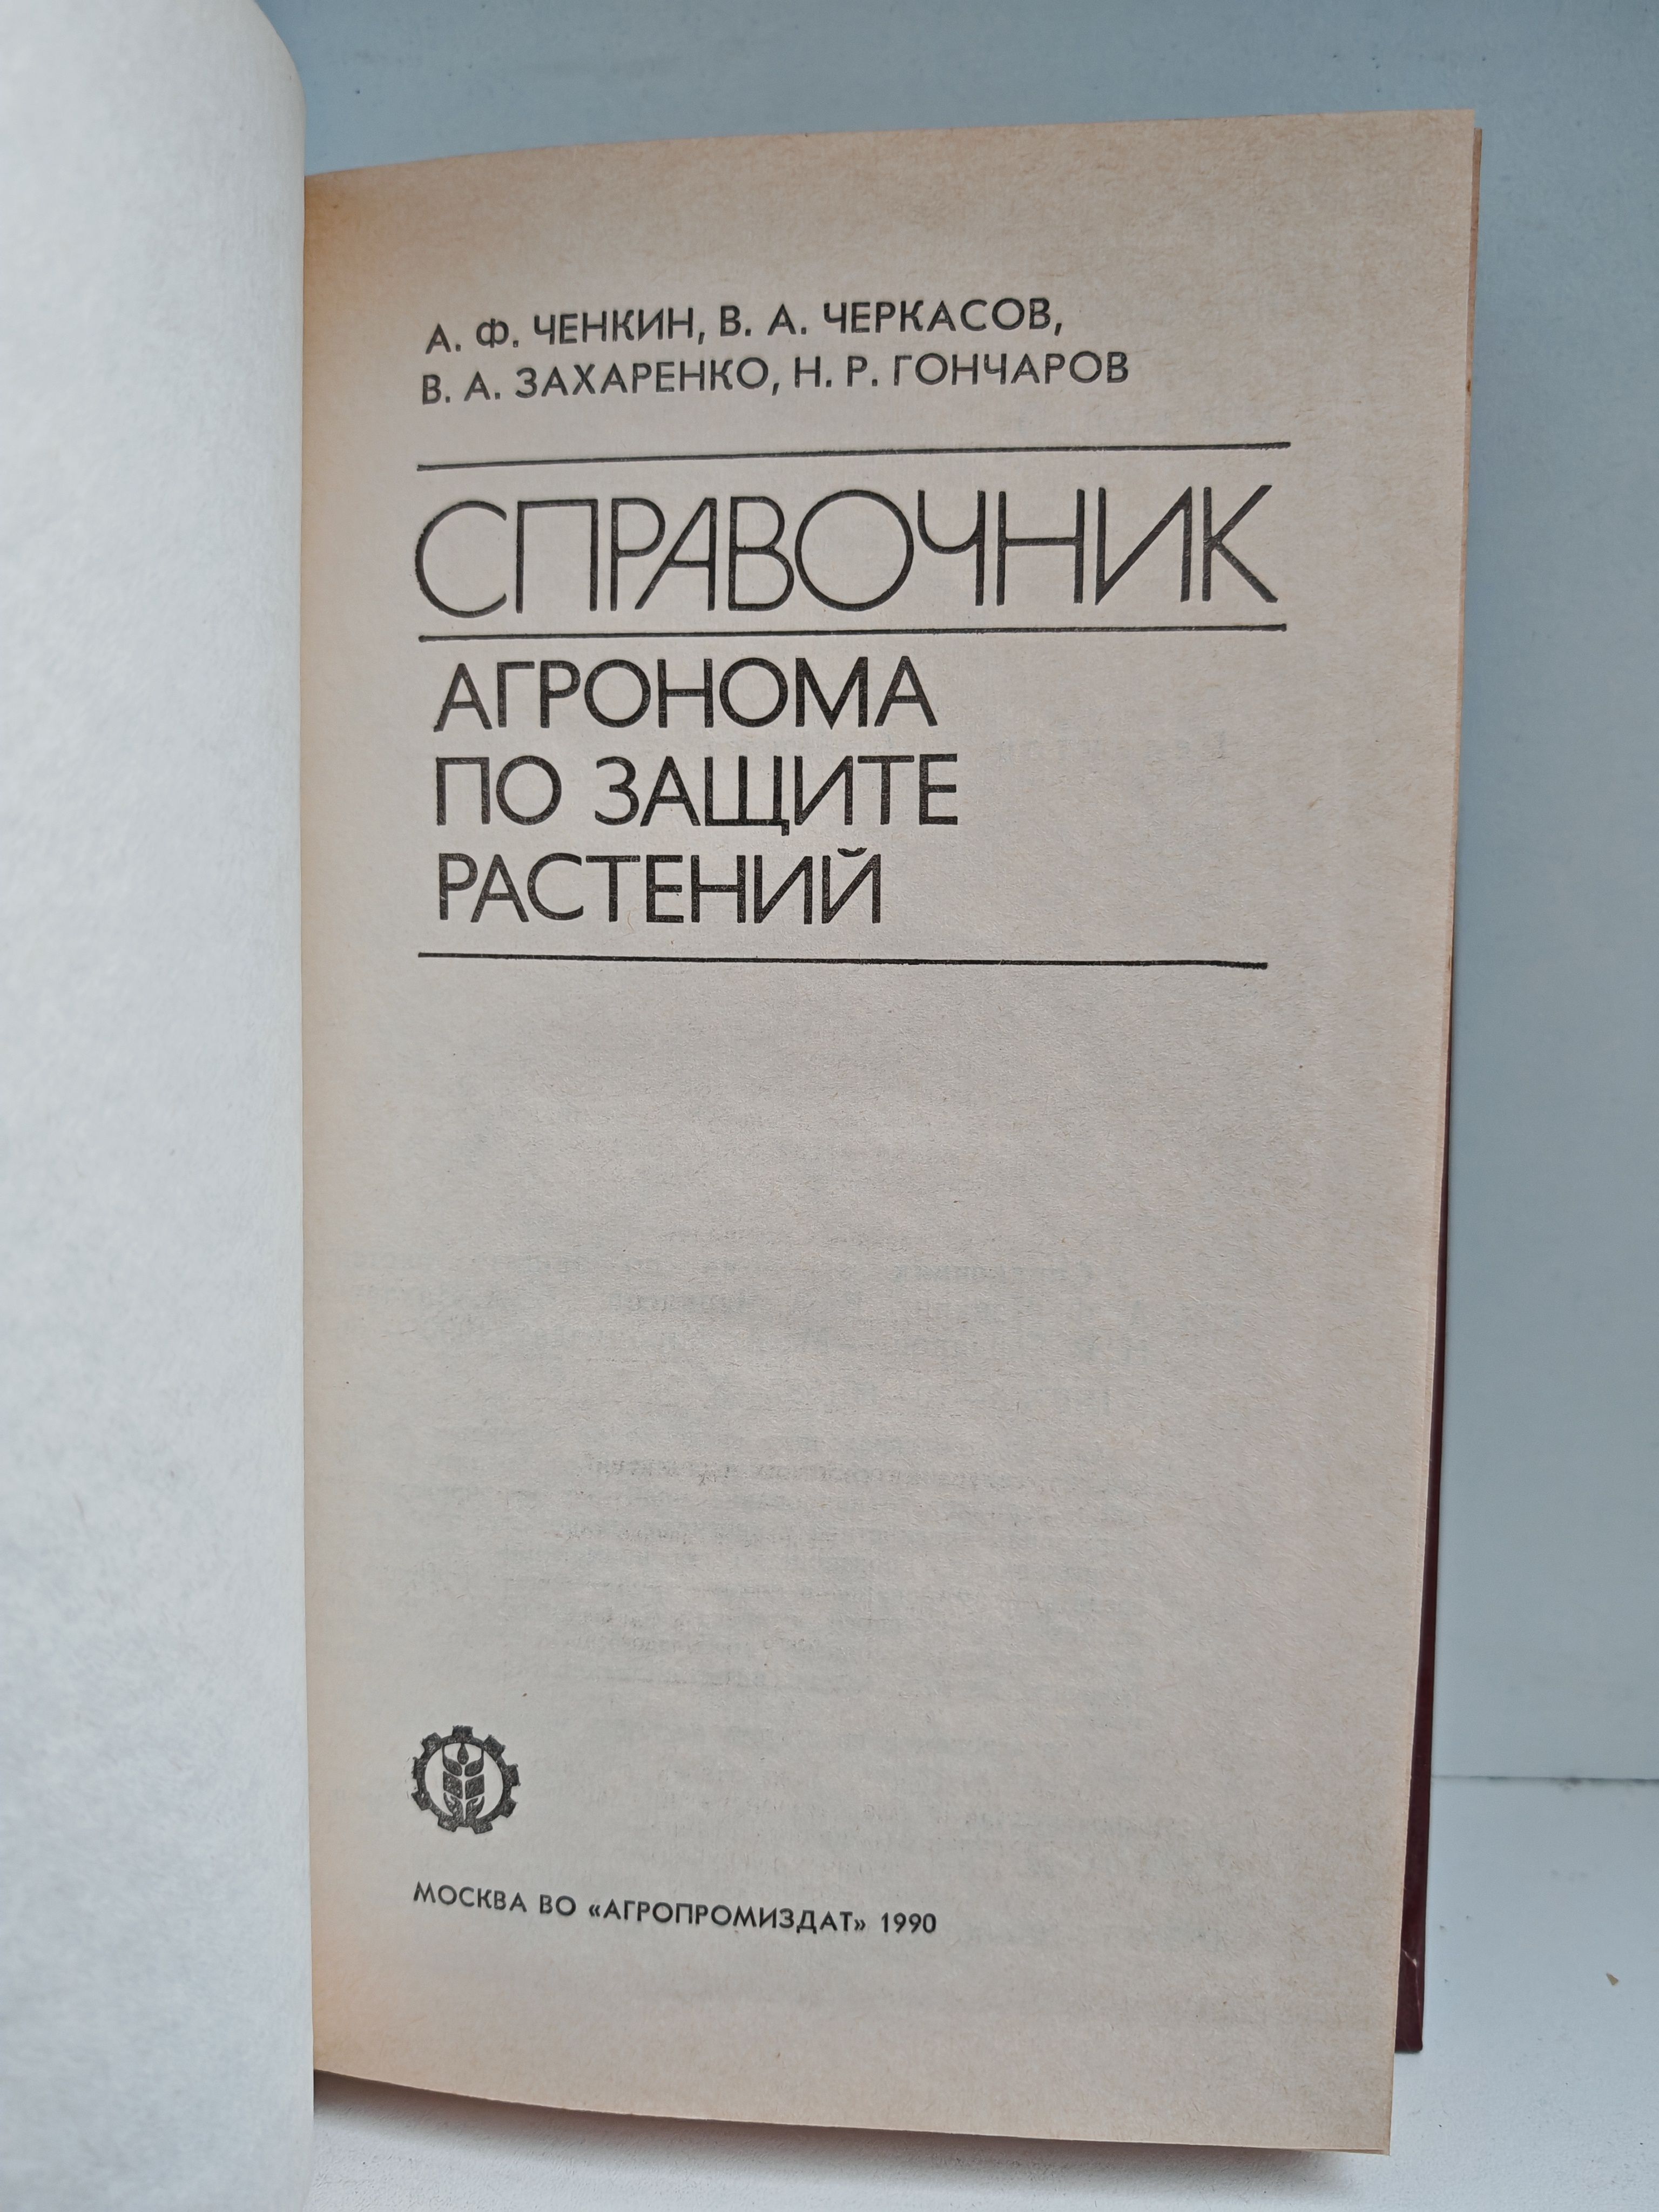 А. Ф. ЧЕНКИН, В. А. ЧЕРКАСОВ,
В. А. ЗАХАРЕНКО, Н. Р. ГОНЧАРОВ
СПРАВОЧНИК
АГРОНОМА
ПО ЗАЩИТЕ
РАСТЕНИЙ
МОСКВА ВО «АГРОПРОМИЗДАТ» 1990